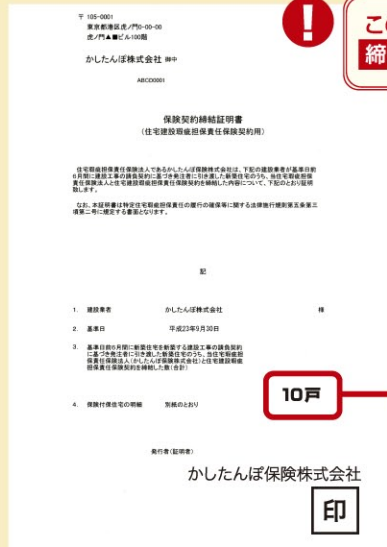 〒 105-0001
東京都港区虎ノ門0-00-00
虎ノ門▲■ビル100階
かしたんぽ株式会社 御中
ABCD0001
!
この
締
保険契約締結証明書
(住宅建設瑕疵担保責任保険契約用)
住宅瑕疵担保責任保険法人であるかしたんぽ保険株式会社は、下記の建設業者が基準日前
6月間に建設工事の請負契約に基づき発注者に引き渡した新築住宅のうち、当住宅瑕疵担保
責任保険法人と住宅建設瑕疵担保責任保険契約を締結した内容について、下記のとおり証明
致します。
なお、本証明書は特定住宅瑕疵担保責任の履行の確保等に関する法律施行規則第五条第三
項第二号に規定する書面となります。
記
1. 建設業者 かしたんぽ株式会社 様
2. 基準日 平成23年9月30日
3. 基準日前6月間に新築住宅を新築する建設工事の請負契約
に基づき発注者に引き渡した新築住宅のうち、当住宅瑕疵担
保責任保険法人(かしたんぽ保険株式会社)と住宅建設瑕疵
担保責任保険契約を締結した数(合計)
10戸
4. 保険付保住宅の明細 別紙のとおり
発行者(証明者)
かしたんぽ保険株式会社
印